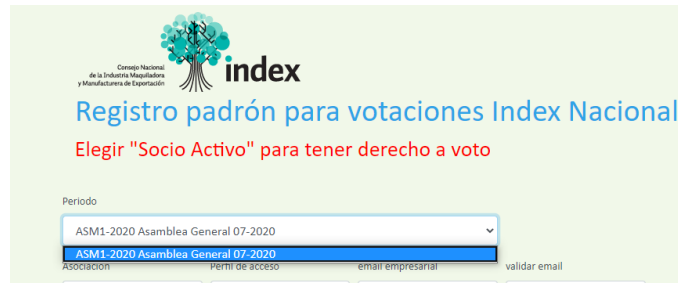 Consejo Nacional
de la Industria Maquiladora
y Manufacturera de Exportación
index
Registro padrón para votaciones Index Nacional
Elegir "Socio Activo" para tener derecho a voto
Periodo
ASM1-2020 Asamblea General 07-2020
ASM1-2020 Asamblea General 07-2020
Asociación Perfil de acceso email empresarial validar email